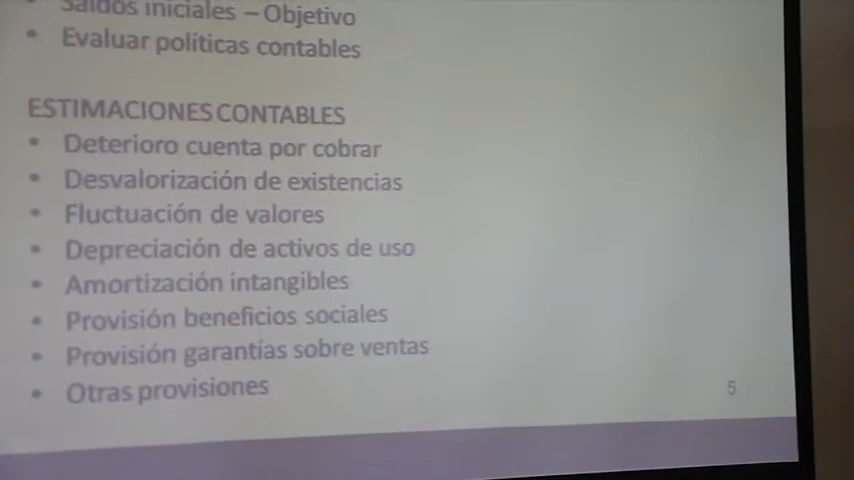 • Saldos iniciales – Objetivo
• Evaluar políticas contables
ESTIMACIONES CONTABLES
• Deterioro cuenta por cobrar
• Desvalorización de existencias
• Fluctuación de valores
• Depreciación de activos de uso
• Amortización intangibles
• Provisión beneficios sociales
• Provisión garantías sobre ventas
• Otras provisiones
5